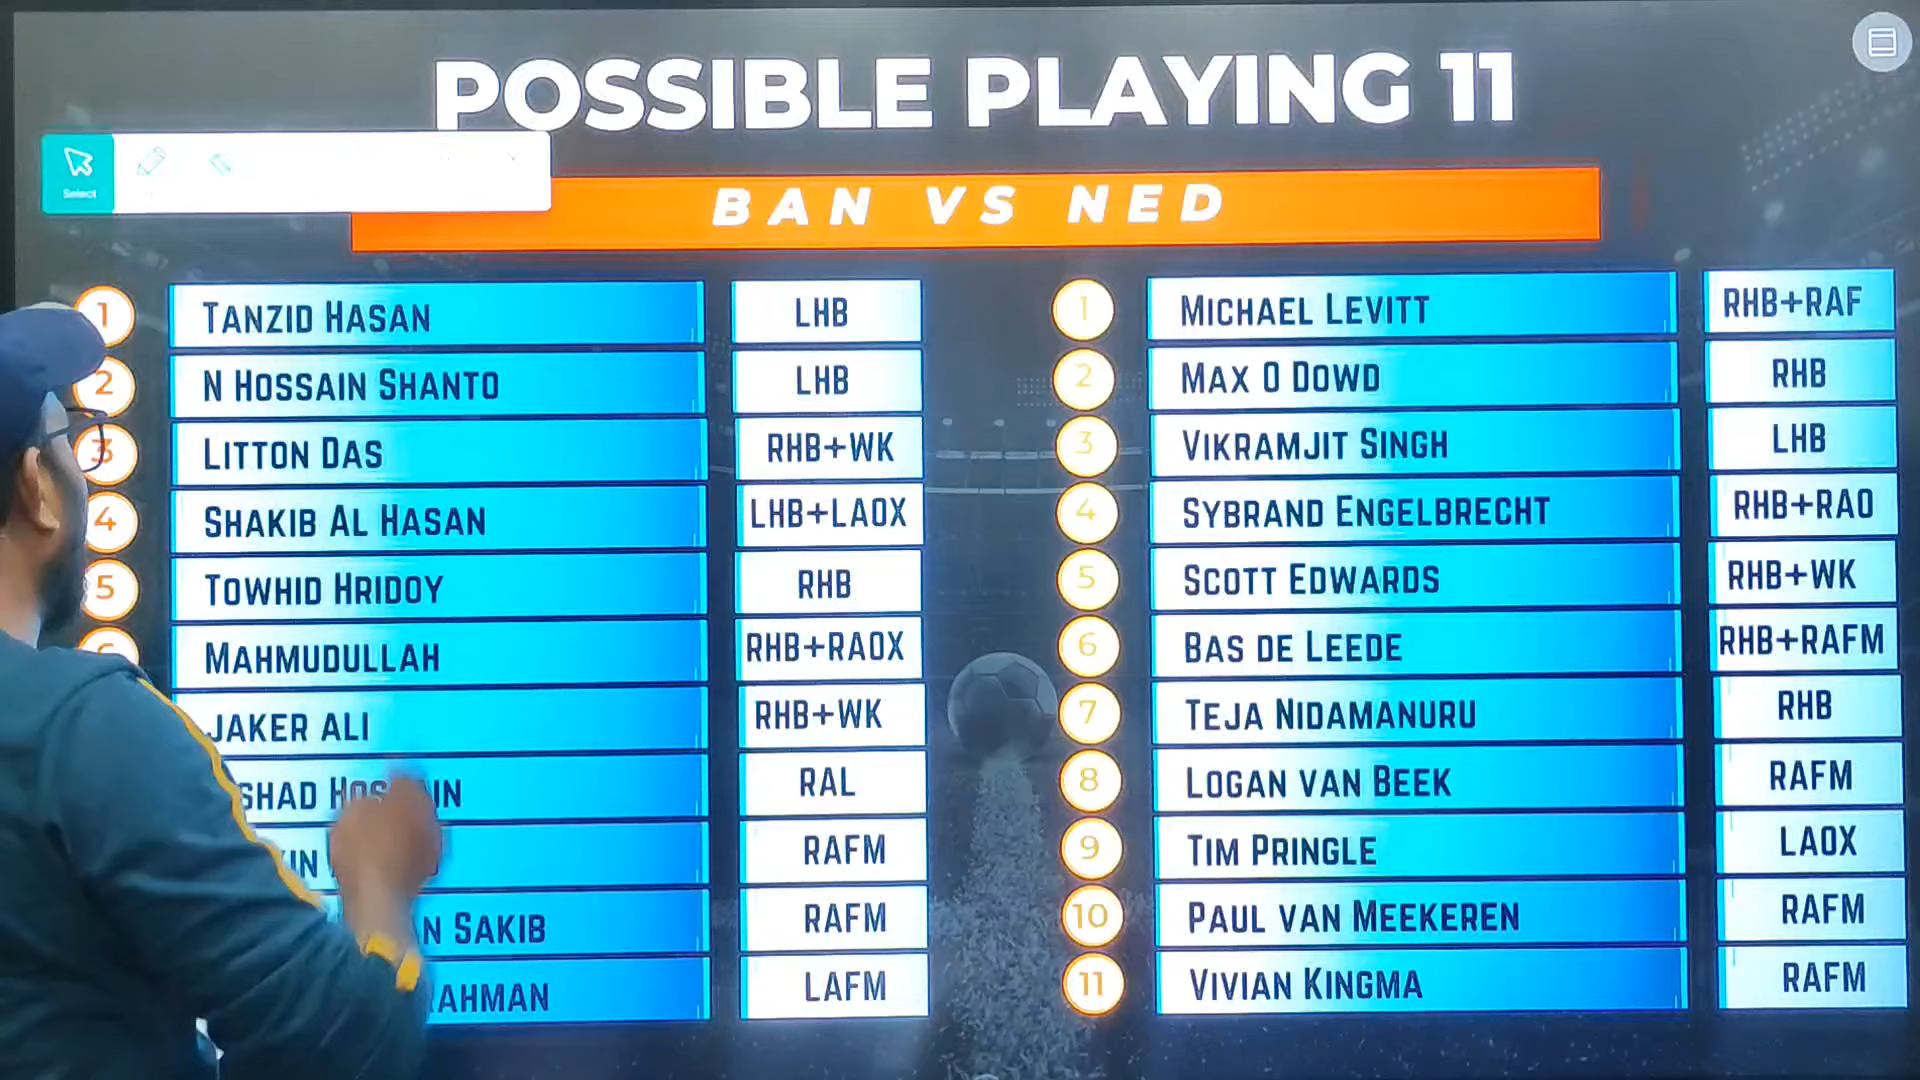 POSSIBLE PLAYING 11
Select
BAN VS NED
1 TANZID HASAN LHB
2 N HOSSAIN SHANTO LHB
3 LITTON DAS RHB+WK
4 SHAKIB AL HASAN LHB+LAOX
5 TOWHID HRIDOY RHB
MAHMUDULLAH RHB+RAOX
JAKER ALI RHB+WK
RAL
RAFM
SAKIB RAFM
LAFM
1 MICHAEL LEVITT RHB+RAF
2 MAX O DOWD RHB
3 VIKRAMJIT SINGH LHB
4 SYBRAND ENGELBRECHT RHB+RAO
5 SCOTT EDWARDS RHB+WK
6 BAS DE LEEDE RHB+RAFM
7 TEJA NIDAMANURU RHB
8 LOGAN VAN BEEK RAFM
9 TIM PRINGLE LAOX
10 PAUL VAN MEEKEREN RAFM
11 VIVIAN KINGMA RAFM